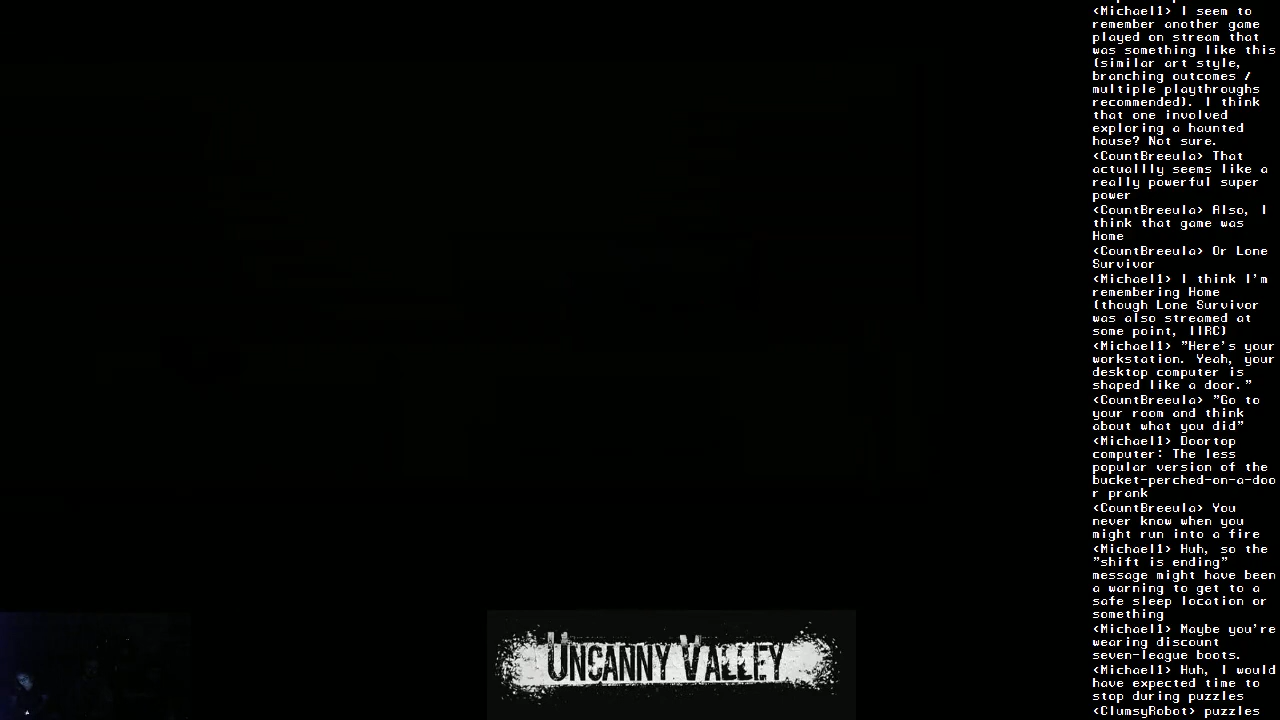 <Michael1> I seem to
remember another game
played on stream that
was something like this
(similar art style,
branching outcomes /
multiple playthroughs
recommended). I think
that one involved
exploring a haunted
house? Not sure.
<CountBreeula> That
actuallly seems like a
really powerful super
power
<CountBreeula> Also, I
think that game was
Home
<CountBreeula> Or Lone
Survivor
<Michael1> I think I'm
remembering Home
(though Lone Survivor
was also streamed at
some point, IIRC)
<Michael1> "Here's your
workstation. Yeah, your
desktop computer is
shaped like a door."
<CountBreeula> "Go to
your room and think
about what you did"
<Michael1> Doortop
computer: The less
popular version of the
bucket-perched-on-a-doo
r prank
<CountBreeula> You
never know when you
might run into a fire
<Michael1> Huh, so the
"shift is ending"
message might have been
a warning to get to a
safe sleep location or
something
<Michael1> Maybe you're
wearing discount
seven-league boots.
<Michael1> Huh, I would
have expected time to
stop during puzzles
<ClumsyRobot> puzzles
UNCANNY VALLEY